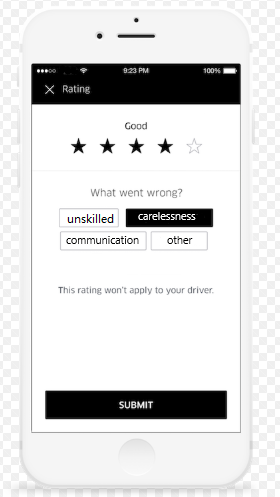 9:23 PM 100%
Rating
Good
What went wrong?
unskilled carelessness
communication other
This rating won't apply to your driver.
SUBMIT